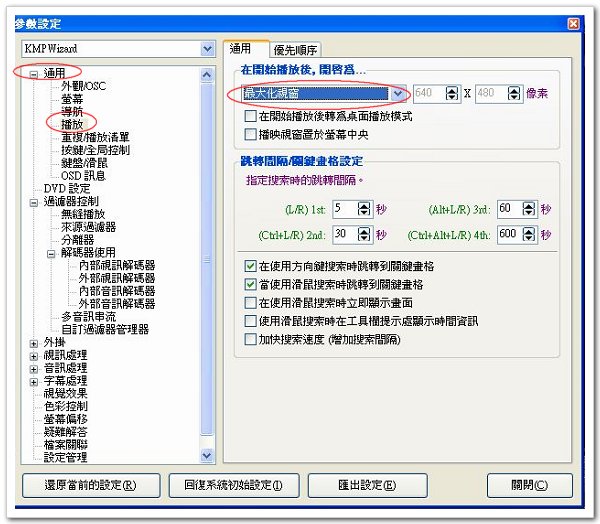 參數設定
KMP Wizard
通用
外觀/OSC
螢幕
導航
播放
重複/播放清單
按鍵/全局控制
鍵盤/滑鼠
OSD 訊息
DVD 設定
過濾器控制
無縫播放
來源過濾器
分離器
解碼器使用
內部視訊解碼器
外部視訊解碼器
內部音訊解碼器
外部音訊解碼器
多音訊串流
自訂過濾器管理器
外掛
視訊處理
音訊處理
字幕處理
視覺效果
色彩控制
螢幕偏移
疑難解答
檔案關聯
設定管理
通用 優先順序
在開始播放後, 開啓爲...
最大化視窗 640 X 480 像素
在開始播放後轉爲桌面播放模式
播映視窗置於螢幕中央
跳轉間隔/關鍵畫格設定
指定搜索時的跳轉間隔。
(L/R) 1st: 5 秒 (Alt+L/R) 3rd: 60 秒
(Ctrl+L/R) 2nd: 30 秒 (Ctrl+Alt+L/R) 4th: 600 秒
在使用方向鍵搜索時跳轉到關鍵畫格
當使用滑鼠搜索時跳轉到關鍵畫格
在使用滑鼠搜索時立即顯示畫面
使用滑鼠搜索時在工具欄提示處顯示時間資訊
加快搜索速度 (增加搜索間隔)
還原當前的設定(R) 回復系統初始設定(I) 匯出設定(E) 關閉(C)